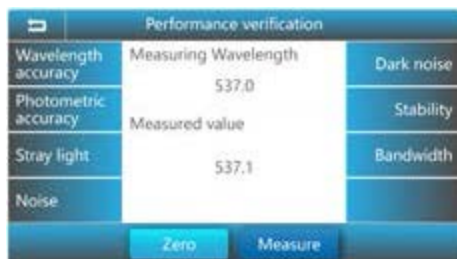 Performance verification
Wavelength
accuracy
Photometric
accuracy
Stray light
Noise
Measuring Wavelength
537.0
Measured value
537.1
Dark noise
Stability
Bandwidth
Zero
Measure